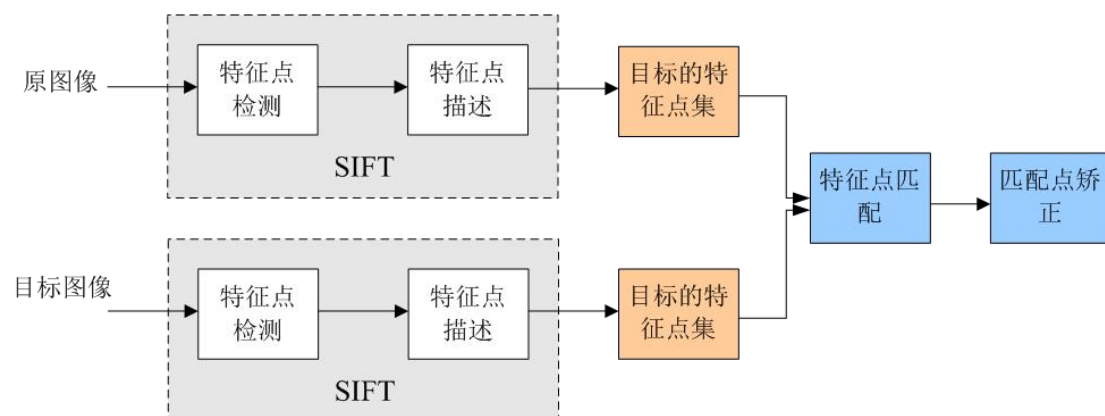 原图像
特征点
检测
特征点
描述
SIFT
目标的特
征点集
特征点匹
配
匹配点矫
正
目标图像
特征点
检测
特征点
描述
SIFT
目标的特
征点集